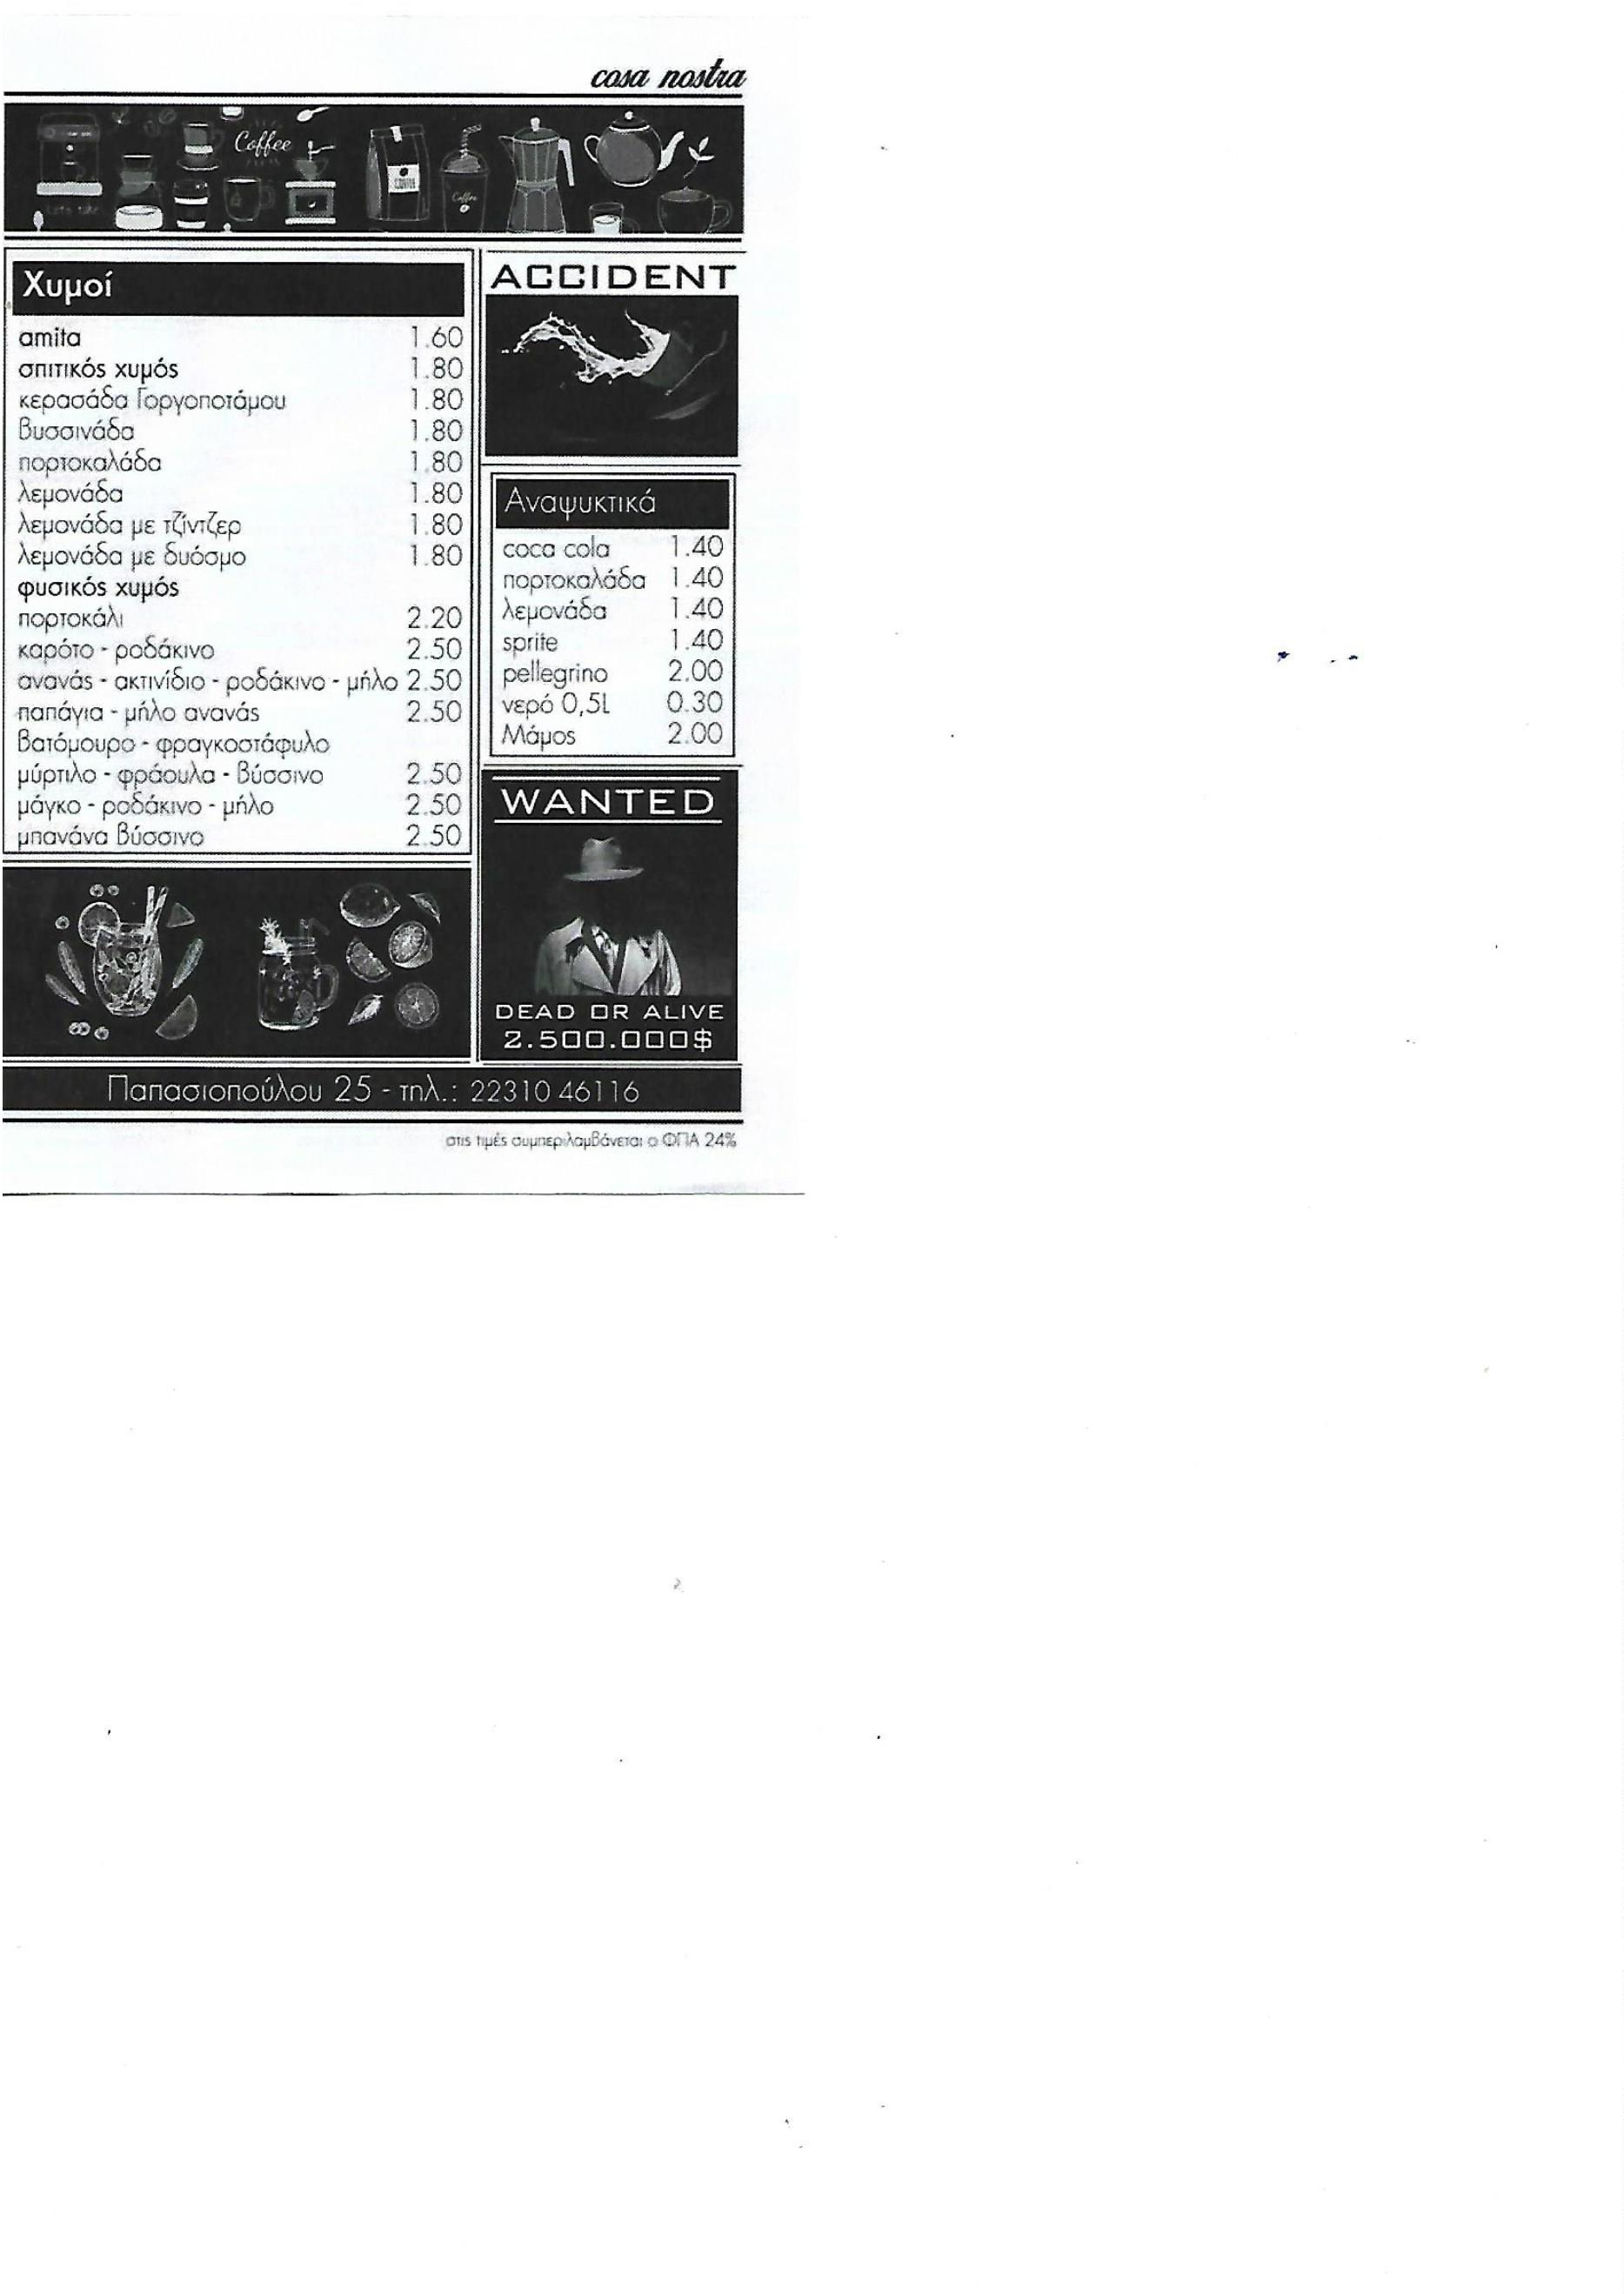 cosa nostra
Coffee
COFFEE
Coffee
Χυμοί
amita 1.60
σπιτικός χυμός 1.80
κερασάδα Γοργοποτάμου 1.80
βυσσινάδα 1.80
πορτοκαλάδα 1.80
λεμονάδα 1.80
λεμονάδα με τζίντζερ 1.80
λεμονάδα με δυόσμο 1.80
φυσικός χυμός
πορτοκάλι 2.20
καρότο - ροδάκινο 2.50
ανανάς - ακτινίδιο - ροδάκινο - μήλο 2.50
παπάγια - μήλο ανανάς 2.50
βατόμουρο - φραγκοστάφυλο
μύρτιλο - φράουλα - βύσσινο 2.50
μάγκο - ροδάκινο - μήλο 2.50
μπανάνα βύσσινο 2.50
ACCIDENT
Αναψυκτικά
coca cola 1.40
πορτοκαλάδα 1.40
λεμονάδα 1.40
sprite 1.40
pellegrino 2.00
νερό 0,5L 0.30
Μάμος 2.00
WANTED
DEAD OR ALIVE
2.500.000$
Παπασιοπούλου 25 - τηλ.: 22310 46116
στις τιμές συμπεριλαμβάνεται ο ΦΠΑ 24%